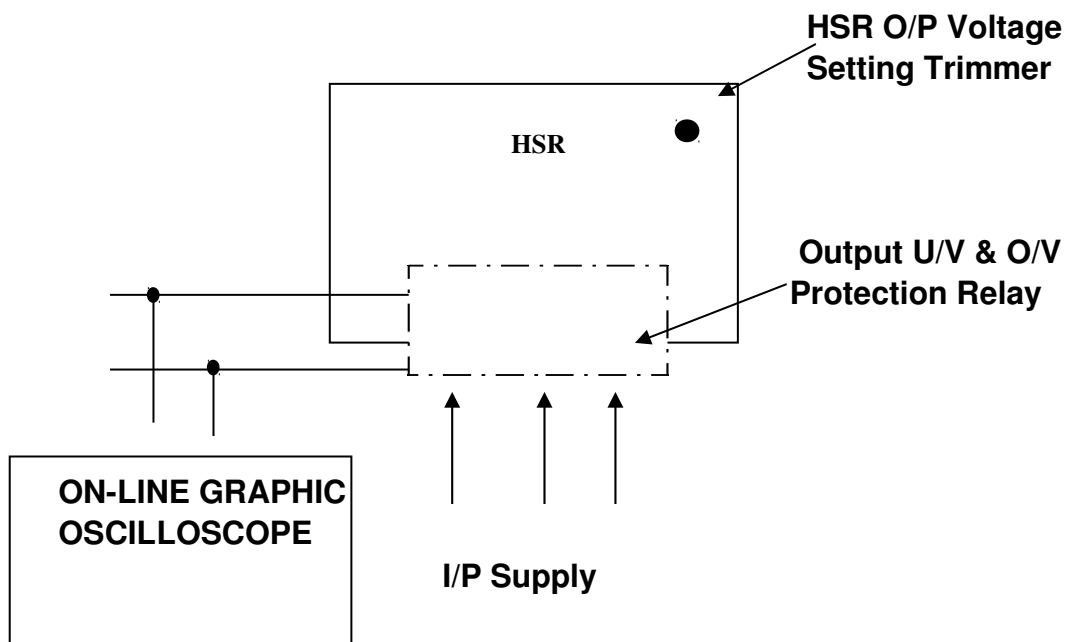 HSR O/P Voltage
Setting Trimmer
HSR
Output U/V & O/V
Protection Relay
ON-LINE GRAPHIC
OSCILLOSCOPE
I/P Supply